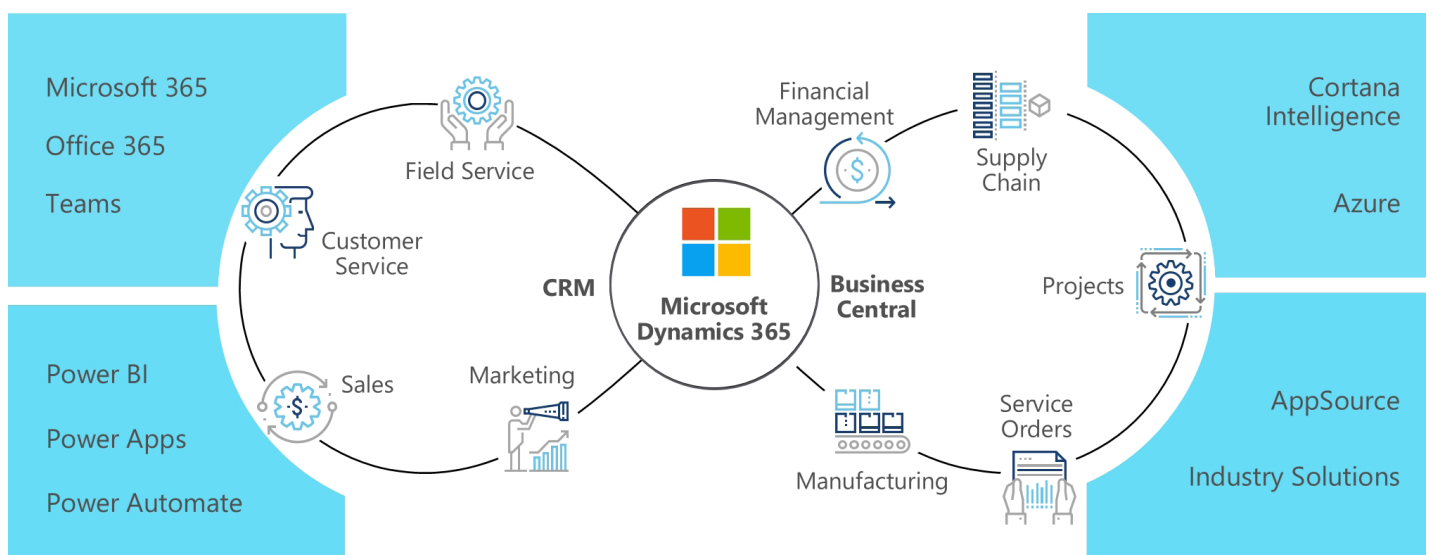 Microsoft 365
Office 365
Teams
Power BI
Power Apps
Power Automate
Field Service
Customer
Service
Sales
Marketing
CRM
Microsoft
Dynamics 365
Business
Central
Financial
Management
Supply
Chain
Projects
Service
Orders
Manufacturing
Cortana
Intelligence
Azure
AppSource
Industry Solutions